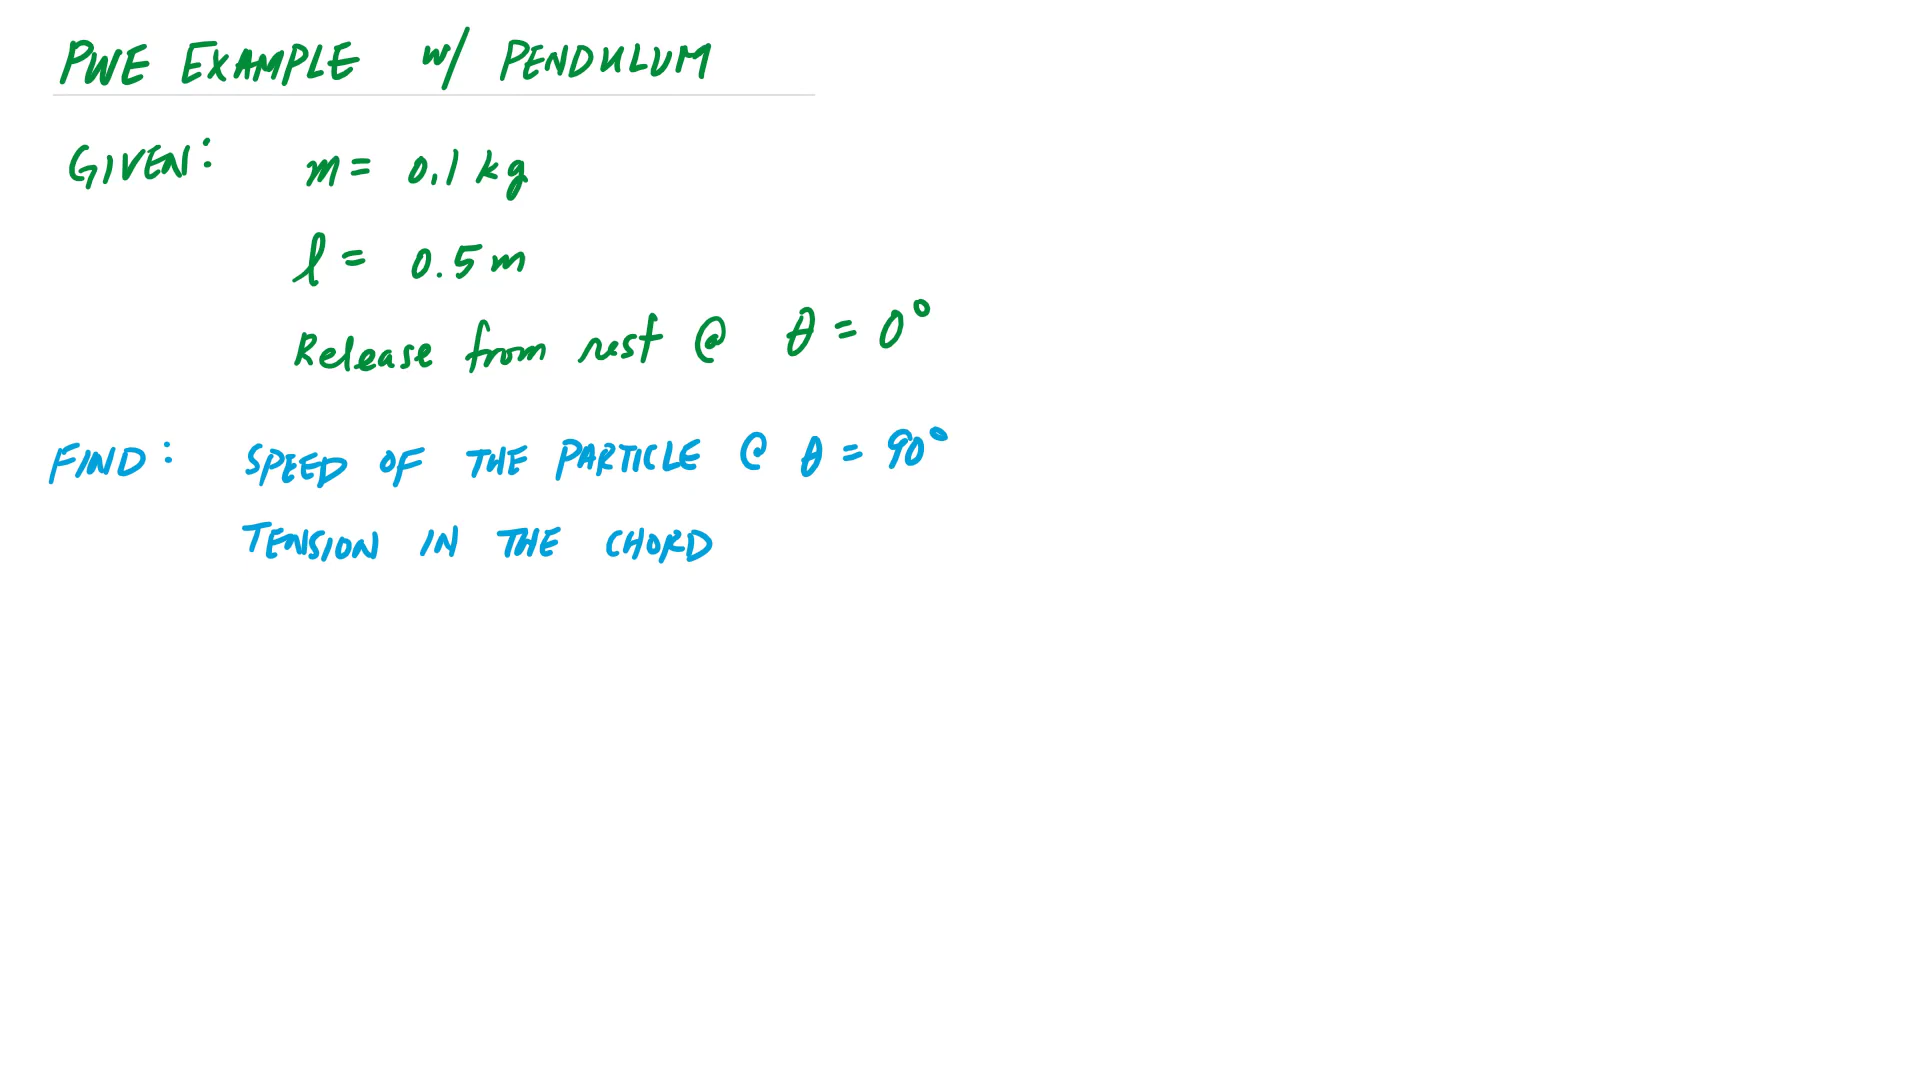 PWE EXAMPLE w/ PENDULUM
GIVEN: m = 0.1 kg
l = 0.5 m
Release from rest @ θ = 0°
FIND: SPEED OF THE PARTICLE @ θ = 90°
TENSION IN THE CHORD